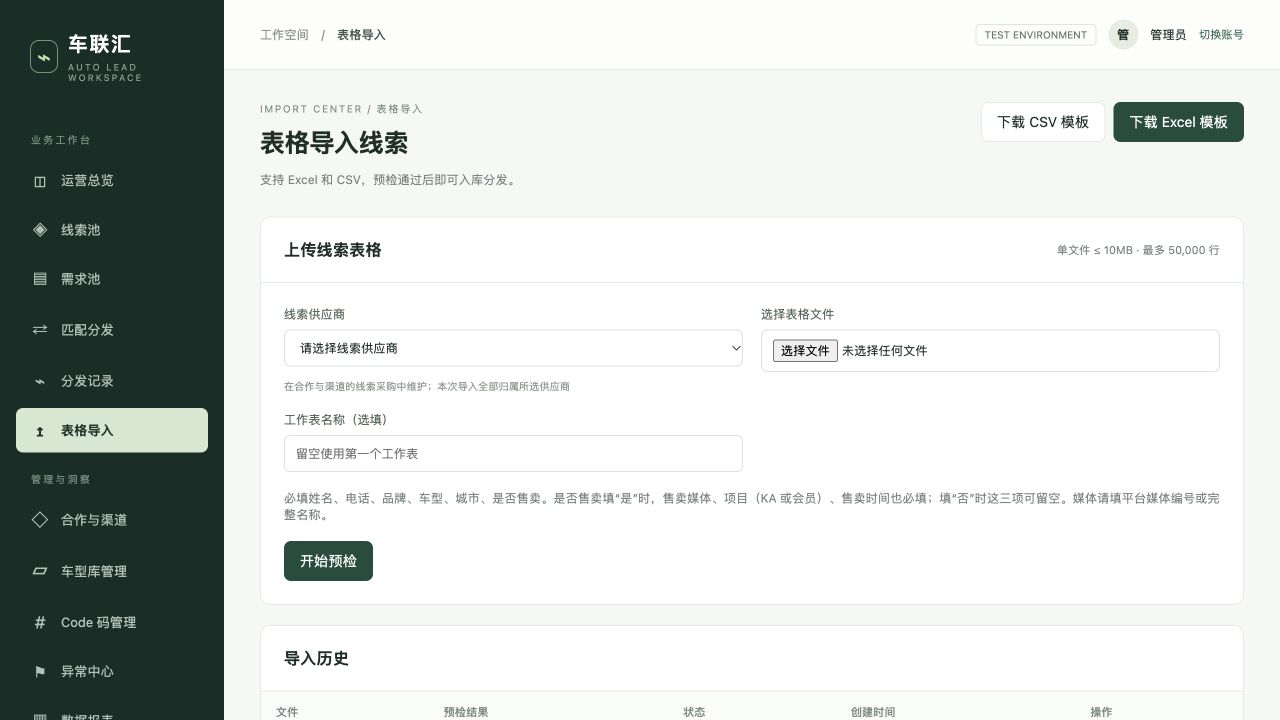 车联汇
AUTO LEAD
WORKSPACE
业务工作台
运营总览
线索池
需求池
匹配分发
分发记录
表格导入
管理与洞察
合作与渠道
车型库管理
Code 码管理
异常中心
数据报表
工作空间 / 表格导入
TEST ENVIRONMENT
管
管理员
切换账号
IMPORT CENTER / 表格导入
表格导入线索
支持 Excel 和 CSV，预检通过后即可入库分发。
下载 CSV 模板
下载 Excel 模板
上传线索表格
单文件 ≤ 10MB · 最多 50,000 行
线索供应商
请选择线索供应商
在合作与渠道的线索采购中维护；本次导入全部归属所选供应商
选择表格文件
选择文件 未选择任何文件
工作表名称（选填）
留空使用第一个工作表
必填姓名、电话、品牌、车型、城市、是否售卖。是否售卖填“是”时，售卖媒体、项目（KA 或会员）、售卖时间也必填；填“否”时这三项可留空。媒体请填平台媒体编号或完
整名称。
开始预检
导入历史
文件 预检结果 状态 创建时间 操作